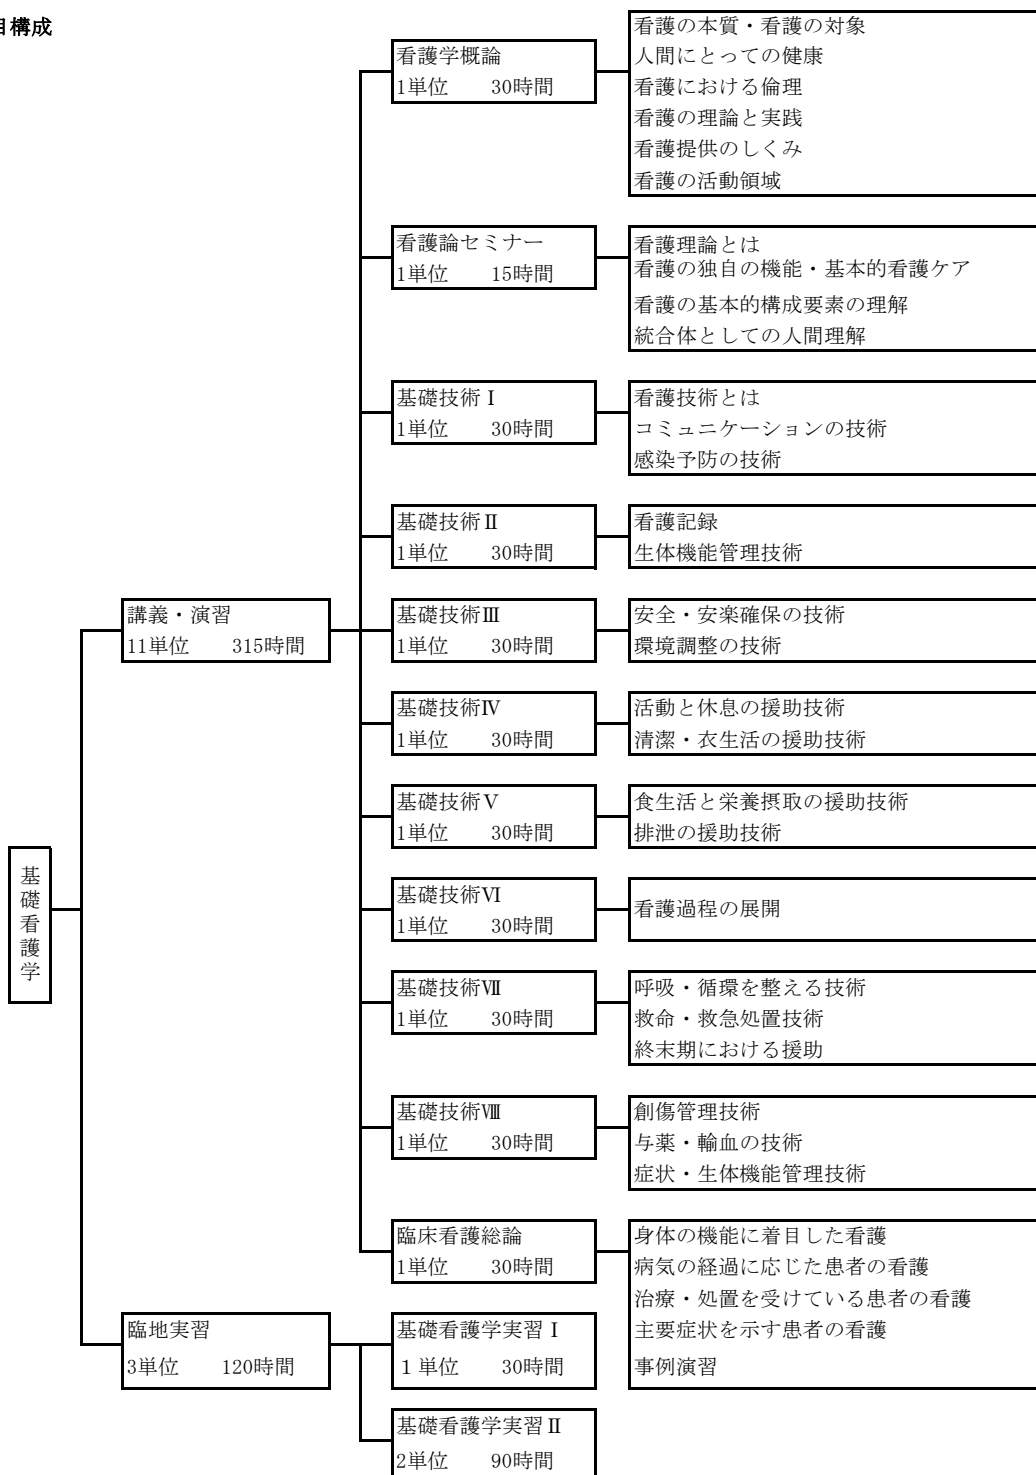 目構成
看護学概論
1単位 30時間
看護の本質・看護の対象
人間にとっての健康
看護における倫理
看護の理論と実践
看護提供のしくみ
看護の活動領域
看護論セミナー
1単位 15時間
看護理論とは
看護の独自の機能・基本的看護ケア
看護の基本的構成要素の理解
統合体としての人間理解
基礎技術Ⅰ
1単位 30時間
看護技術とは
コミュニケーションの技術
感染予防の技術
基礎技術Ⅱ
1単位 30時間
看護記録
生体機能管理技術
講義・演習
11単位 315時間
基礎技術Ⅲ
1単位 30時間
安全・安楽確保の技術
環境調整の技術
基礎技術Ⅳ
1単位 30時間
活動と休息の援助技術
清潔・衣生活の援助技術
基礎技術Ⅴ
1単位 30時間
食生活と栄養摂取の援助技術
排泄の援助技術
基礎看護学
基礎技術Ⅵ
1単位 30時間
看護過程の展開
基礎技術Ⅶ
1単位 30時間
呼吸・循環を整える技術
救命・救急処置技術
終末期における援助
基礎技術Ⅷ
1単位 30時間
創傷管理技術
与薬・輸血の技術
症状・生体機能管理技術
臨床看護総論
1単位 30時間
身体の機能に着目した看護
病気の経過に応じた患者の看護
治療・処置を受けている患者の看護
主要症状を示す患者の看護
事例演習
臨地実習
3単位 120時間
基礎看護学実習Ⅰ
１単位 30時間
基礎看護学実習Ⅱ
2単位 90時間